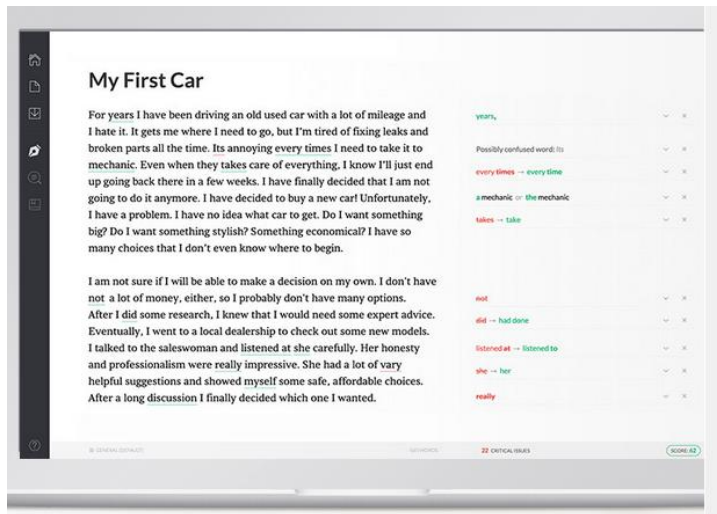 My First Car
For years I have been driving an old used car with a lot of mileage and
I hate it. It gets me where I need to go, but I'm tired of fixing leaks and
broken parts all the time. Its annoying every times I need to take it to
mechanic. Even when they takes care of everything, I know I'll just end
up going back there in a few weeks. I have finally decided that I am not
going to do it anymore. I have decided to buy a new car! Unfortunately,
I have a problem. I have no idea what car to get. Do I want something
big? Do I want something stylish? Something economical? I have so
many choices that I don't even know where to begin.
I am not sure if I will be able to make a decision on my own. I don't have
not a lot of money, either, so I probably don't have many options.
After I did some research, I knew that I would need some expert advice.
Eventually, I went to a local dealership to check out some new models.
I talked to the saleswoman and listened at she carefully. Her honesty
and professionalism were really impressive. She had a lot of vary
helpful suggestions and showed myself some safe, affordable choices.
After a long discussion I finally decided which one I wanted.
years,
Possibly confused word: Its
every times → every time
a mechanic or the mechanic
takes → take
not
did → had done
listened at → listened to
she → her
really
GENERAL (DEFAULT)
22 CRITICAL ISSUES
SCORE: 62